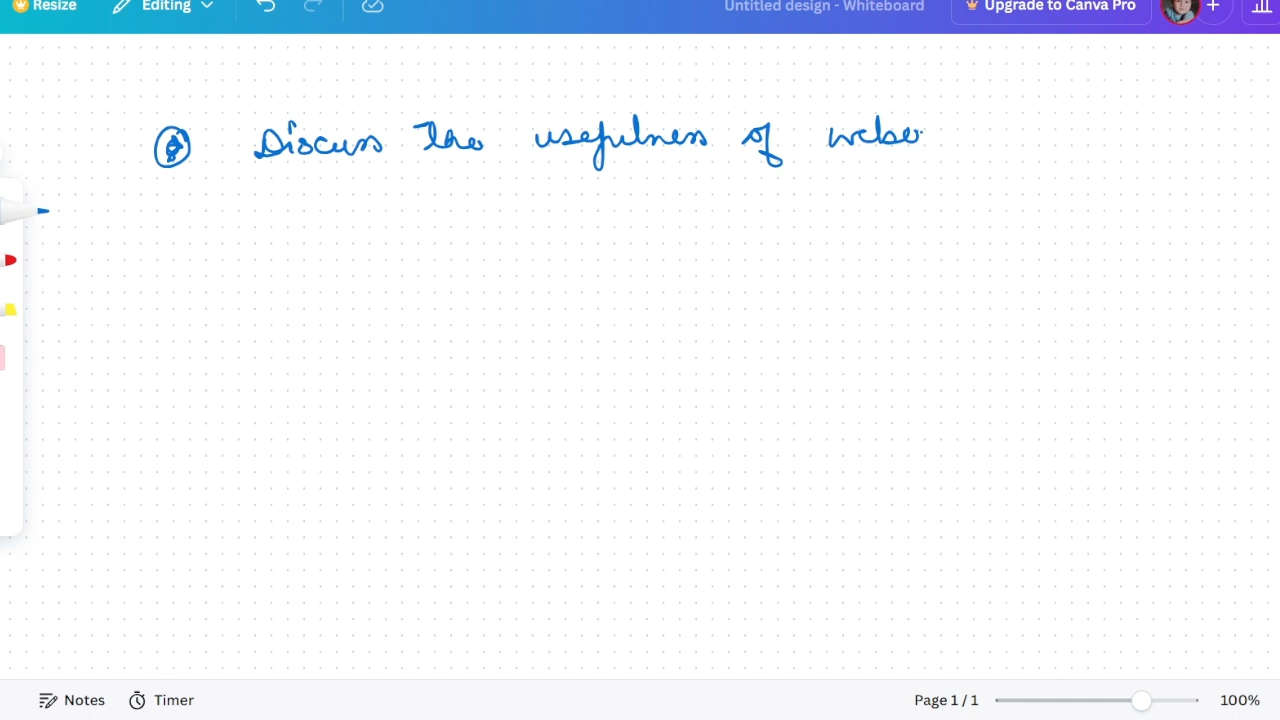 Resize Editing Untitled design - Whiteboard Upgrade to Canva Pro +
Discuss the usefulness of webe
Notes Timer Page 1 / 1 100%